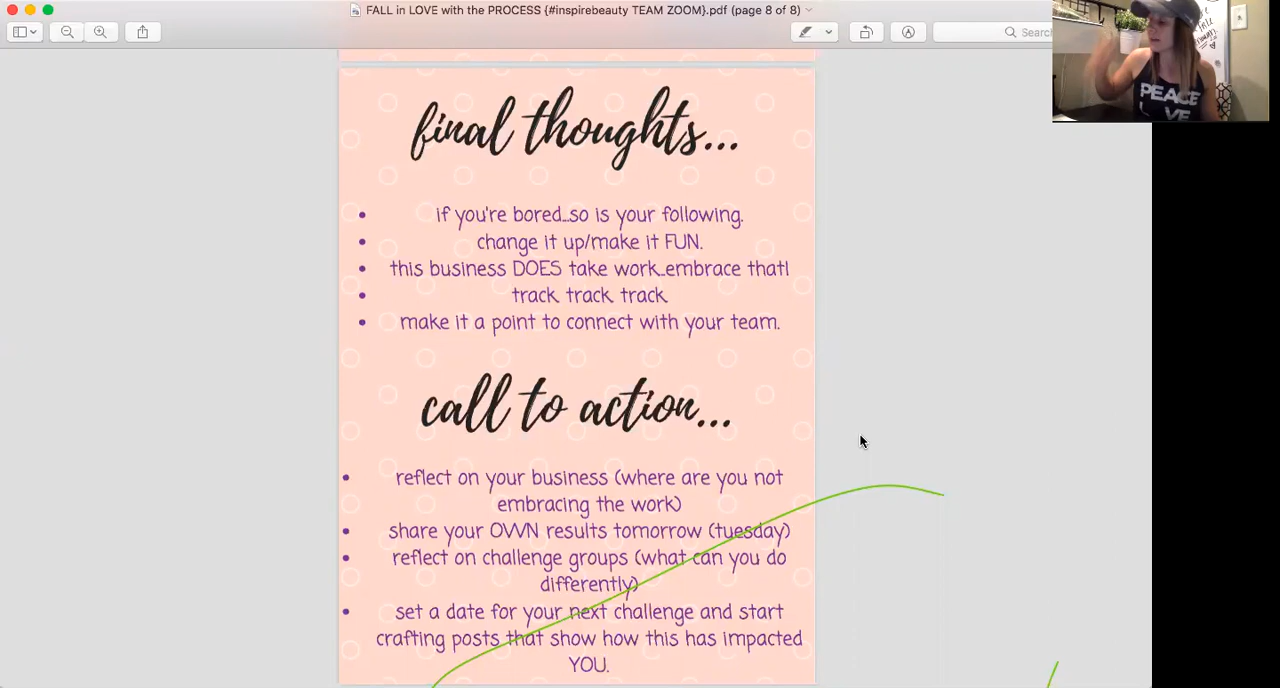 FALL in LOVE with the PROCESS {#inspirebeauty TEAM ZOOM}.pdf (page 8 of 8)
Search
PEACE
LOVE
final thoughts...
if you're bored...so is your following.
change it up/make it FUN.
this business DOES take work...embrace that!
track, track, track.
make it a point to connect with your team.
call to action...
reflect on your business (where are you not
embracing the work)
share your OWN results tomorrow (tuesday)
reflect on challenge groups (what can you do
differently)
set a date for your next challenge and start
crafting posts that show how this has impacted
YOU.